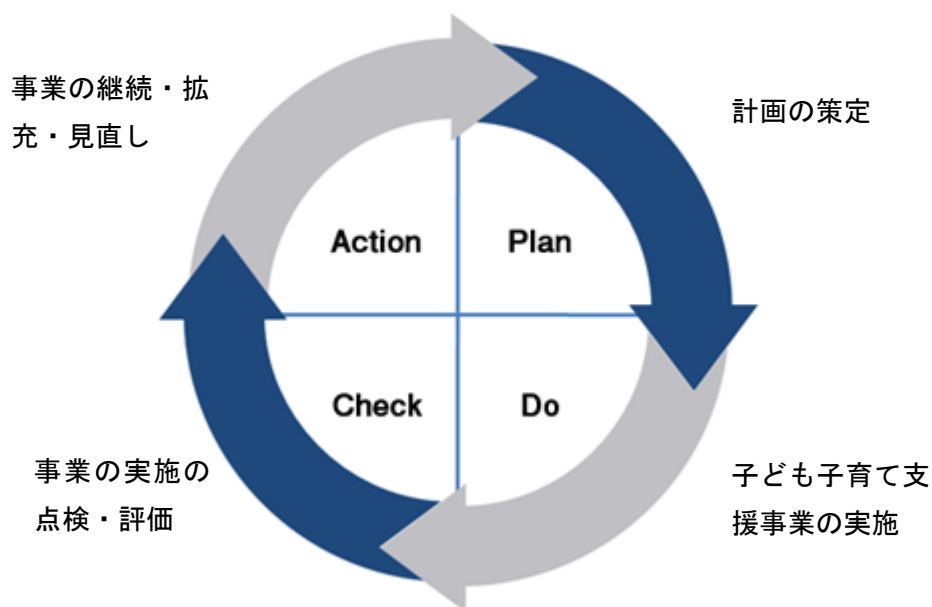 事業の継続・拡
充・見直し
計画の策定
Action
Plan
Check
Do
事業の実施の
点検・評価
子ども子育て支
援事業の実施